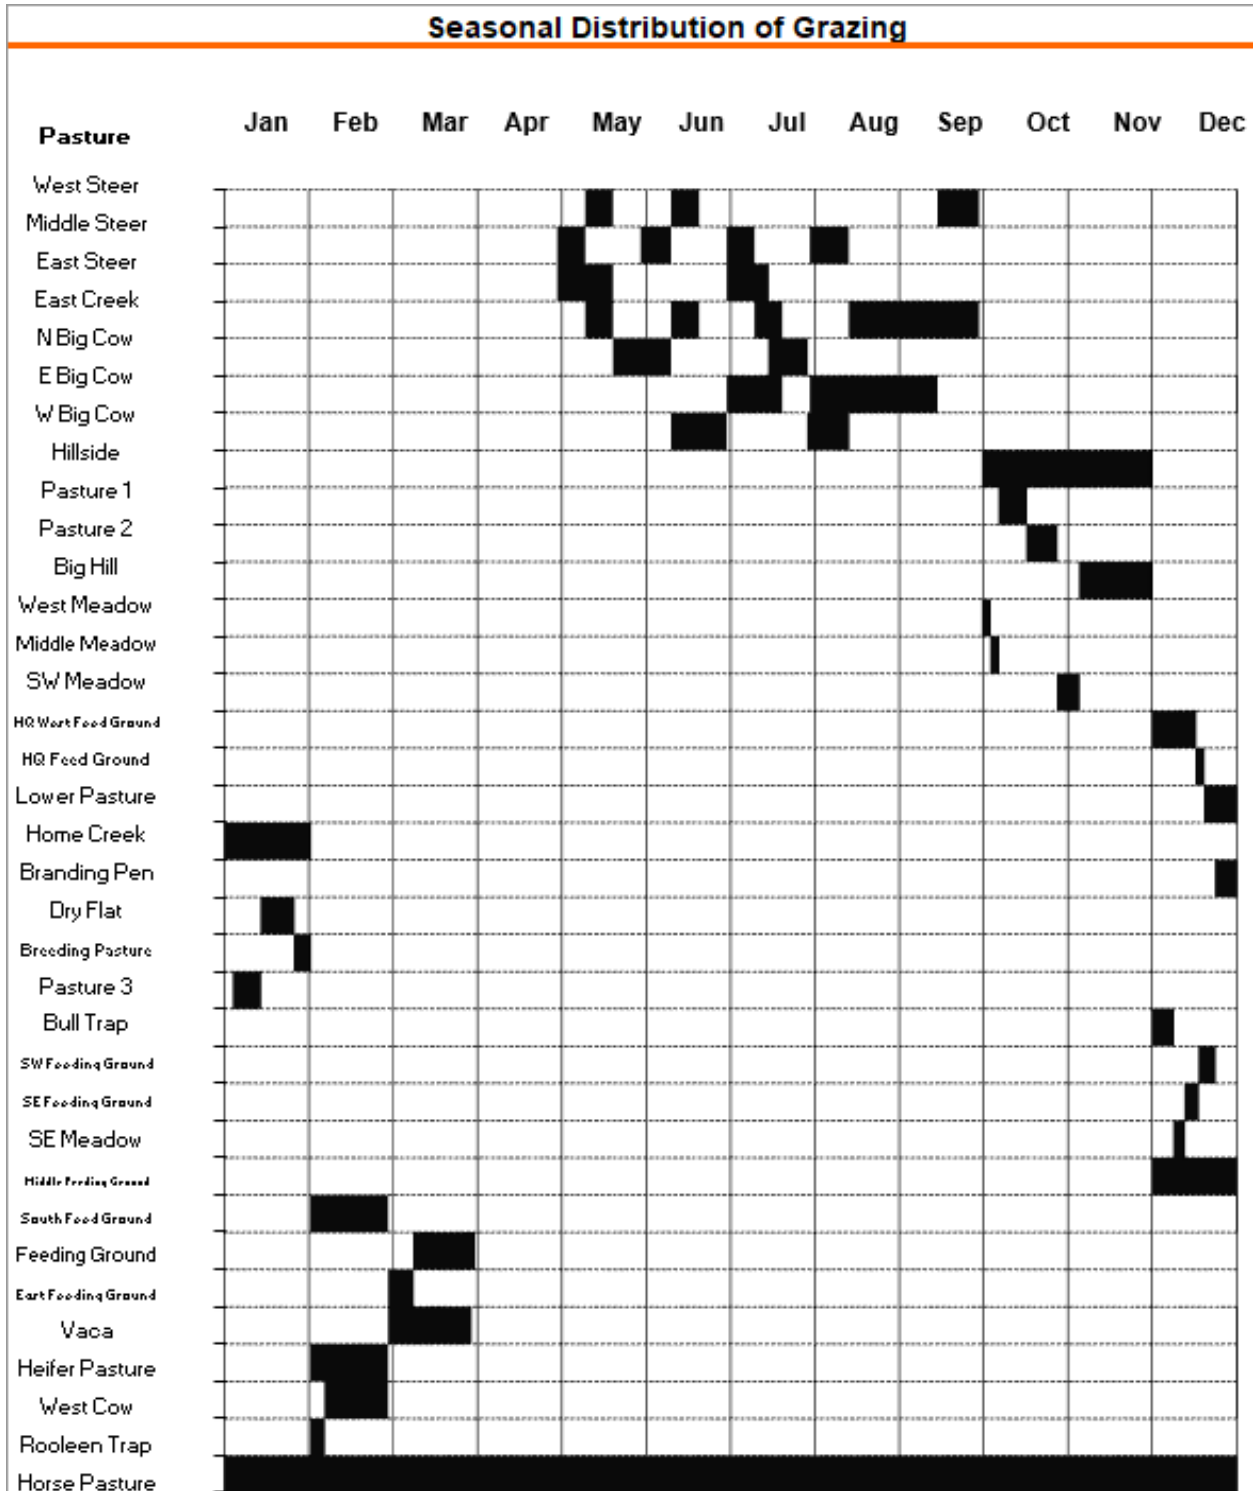 Seasonal Distribution of Grazing
Pasture Jan Feb Mar Apr May Jun Jul Aug Sep Oct Nov Dec
West Steer
Middle Steer
East Steer
East Creek
N Big Cow
E Big Cow
W Big Cow
Hillside
Pasture 1
Pasture 2
Big Hill
West Meadow
Middle Meadow
SW Meadow
HQ West Feed Ground
HQ Feed Ground
Lower Pasture
Home Creek
Branding Pen
Dry Flat
Breeding Pasture
Pasture 3
Bull Trap
SW Feeding Ground
SE Feeding Ground
SE Meadow
Middle Feeding Ground
South Feed Ground
Feeding Ground
East Feeding Ground
Vaca
Heifer Pasture
West Cow
Rooleen Trap
Horse Pasture